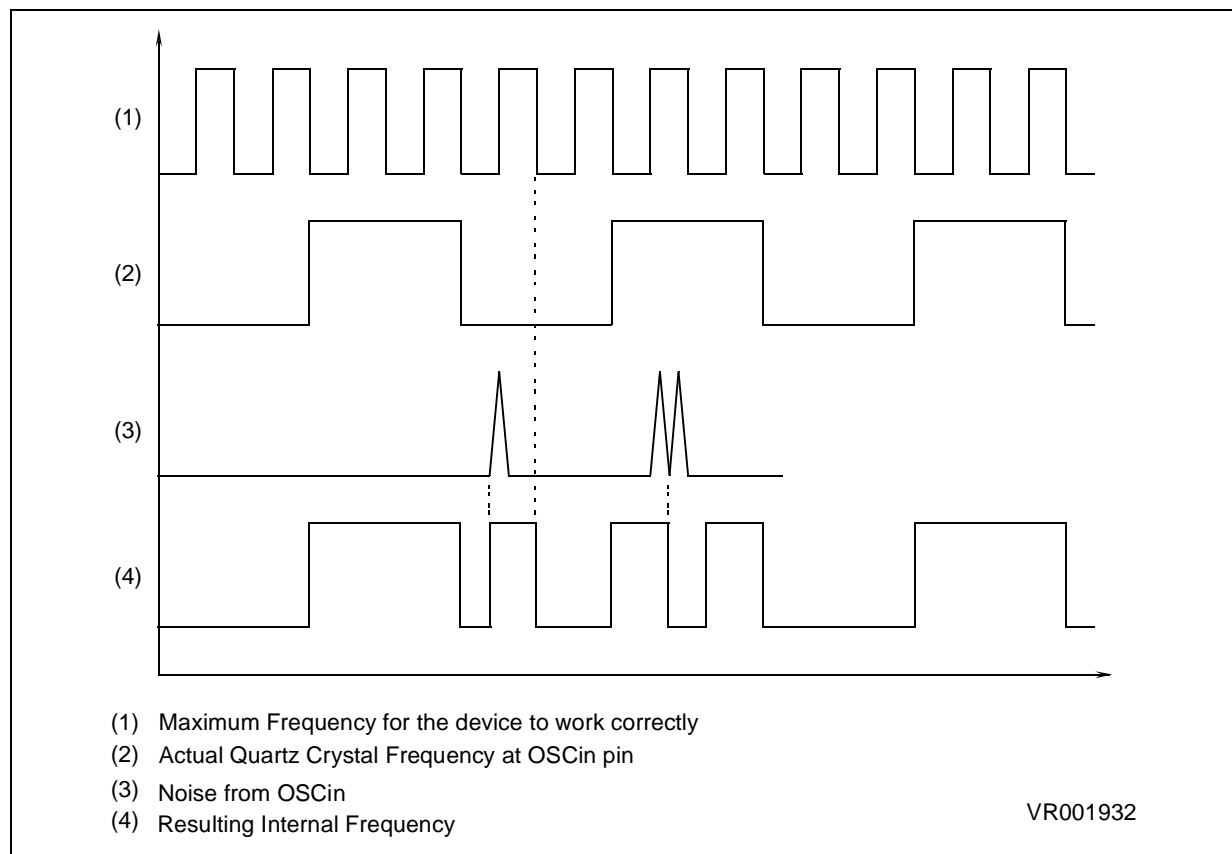 (1)
(2)
(3)
(4)
(1) Maximum Frequency for the device to work correctly
(2) Actual Quartz Crystal Frequency at OSCin pin
(3) Noise from OSCin
(4) Resulting Internal Frequency
VR001932